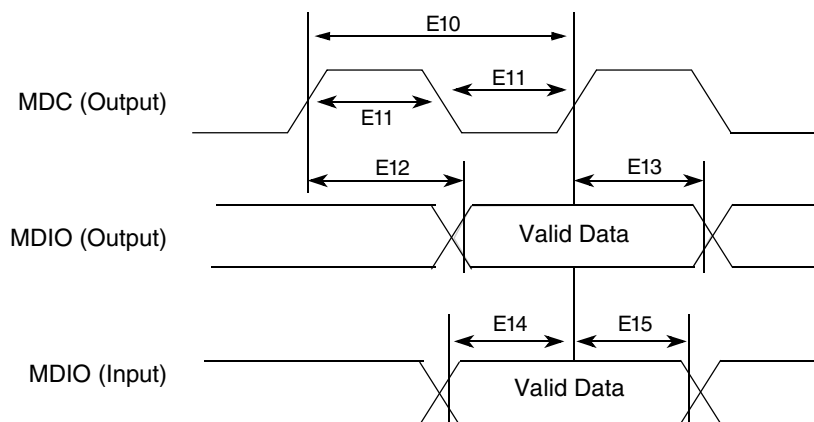 E10
MDC (Output)
E11
E11
E12
E13
MDIO (Output)
Valid Data
E14
E15
MDIO (Input)
Valid Data